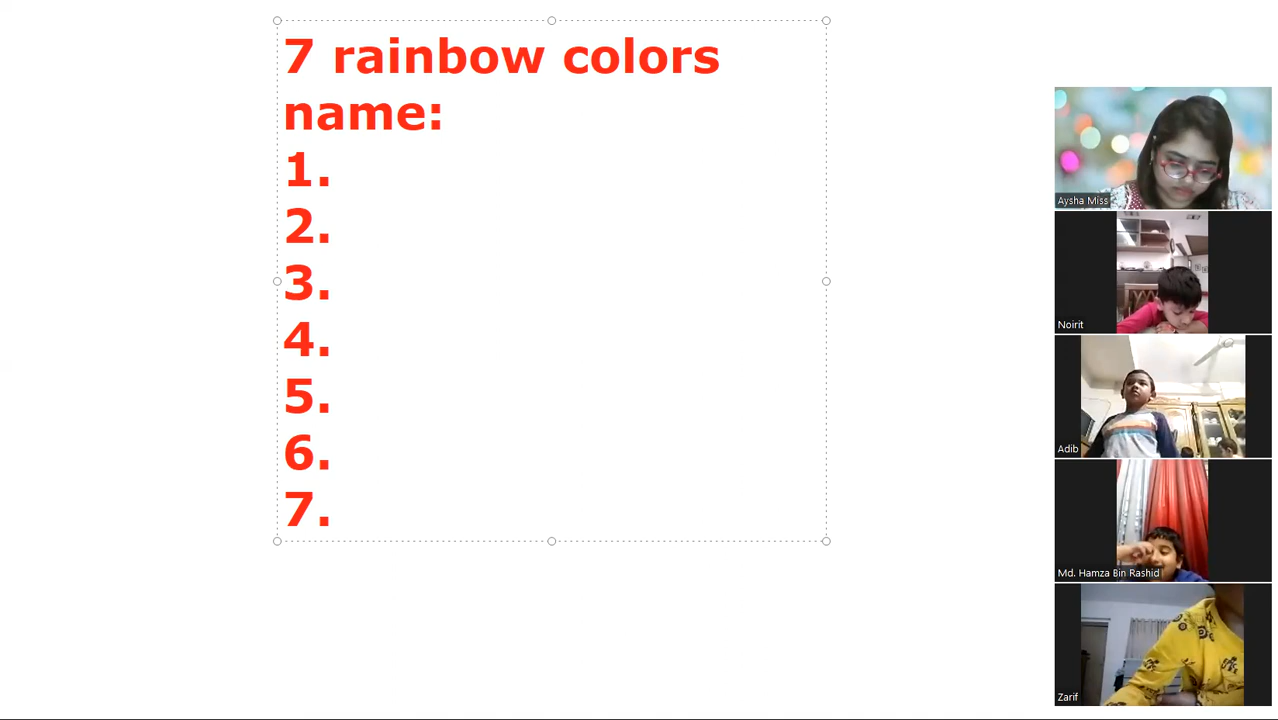 7 rainbow colors
name:
1.
2.
3.
4.
5.
6.
7.
Aysha Miss
Noirit
Adib
Md. Hamza Bin Rashid
Zarif